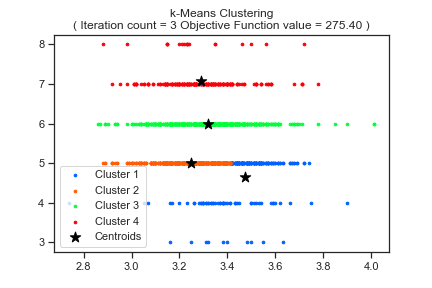 k-Means Clustering
( Iteration count = 3 Objective Function value = 275.40 )
8
7
6
5
4
3
Cluster 1
Cluster 2
Cluster 3
Cluster 4
Centroids
2.8 3.0 3.2 3.4 3.6 3.8 4.0